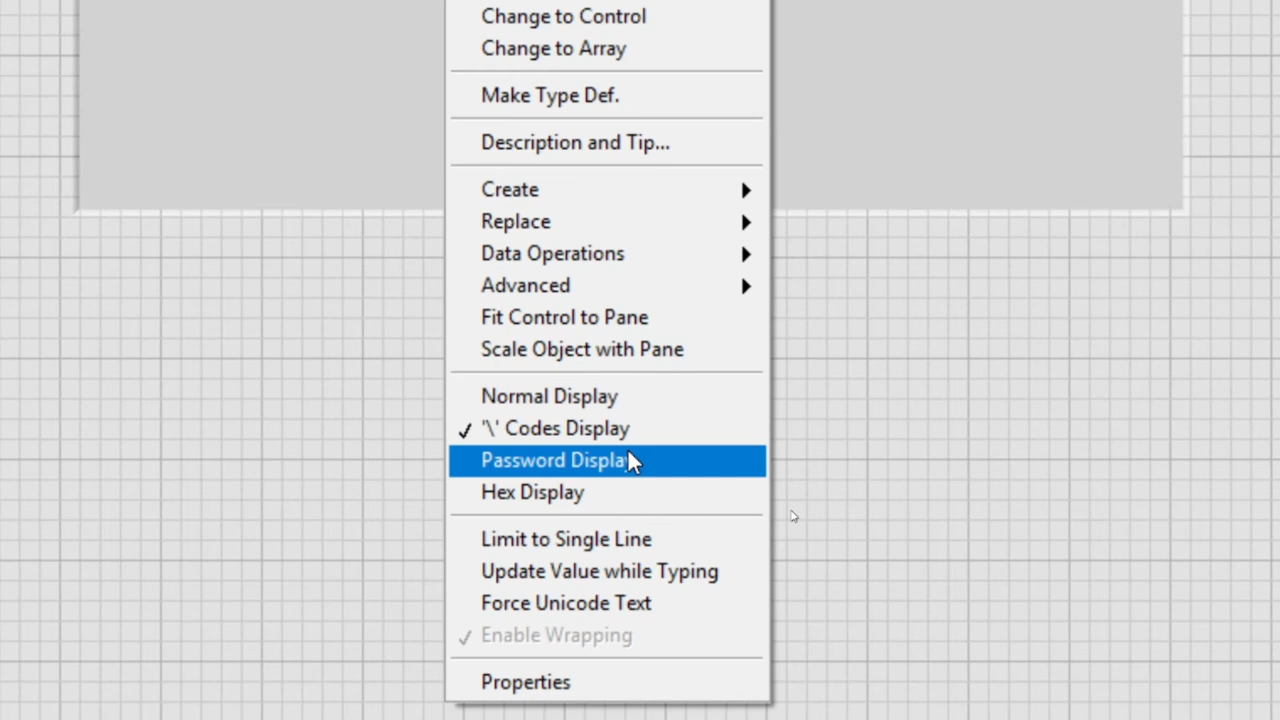 Change to Control
Change to Array
Make Type Def.
Description and Tip...
Create
Replace
Data Operations
Advanced
Fit Control to Pane
Scale Object with Pane
Normal Display
'\' Codes Display
Password Display
Hex Display
Limit to Single Line
Update Value while Typing
Force Unicode Text
Enable Wrapping
Properties